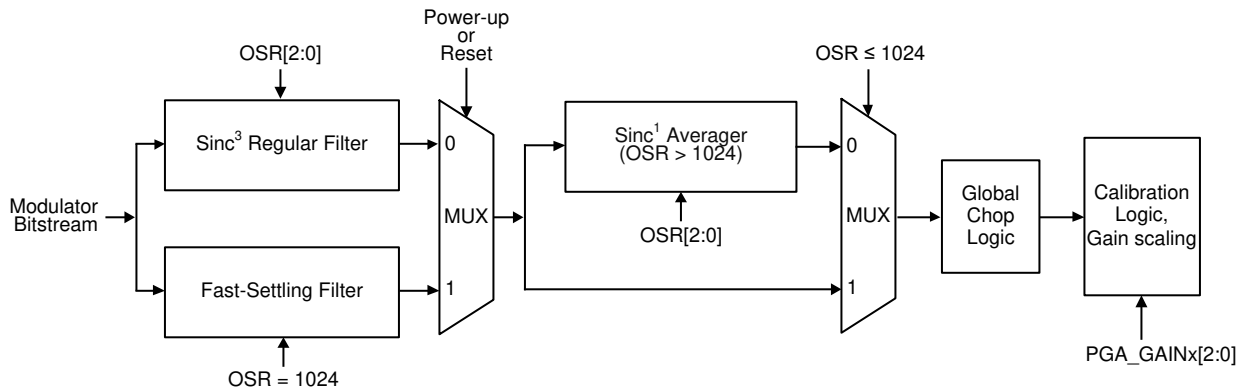 Power-up
or
Reset
OSR[2:0]
OSR ≤ 1024
Sinc³ Regular Filter
0
Sinc¹ Averager
(OSR > 1024)
0
Modulator
Bitstream
MUX
OSR[2:0]
MUX
Global
Chop
Logic
Calibration
Logic,
Gain scaling
Fast-Settling Filter
1
1
OSR = 1024
PGA_GAINx[2:0]